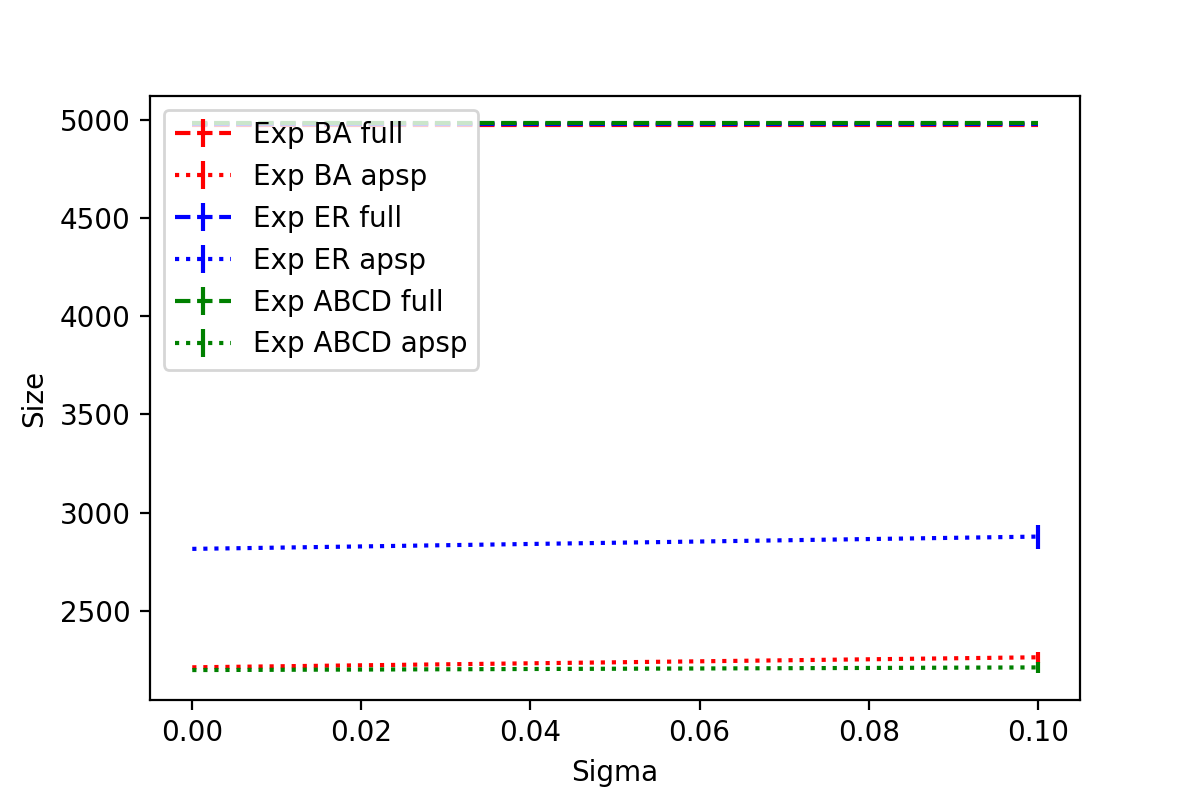 5000
4500
4000
3500
3000
2500
Size
Exp BA full
Exp BA apsp
Exp ER full
Exp ER apsp
Exp ABCD full
Exp ABCD apsp
0.00 0.02 0.04 0.06 0.08 0.10
Sigma